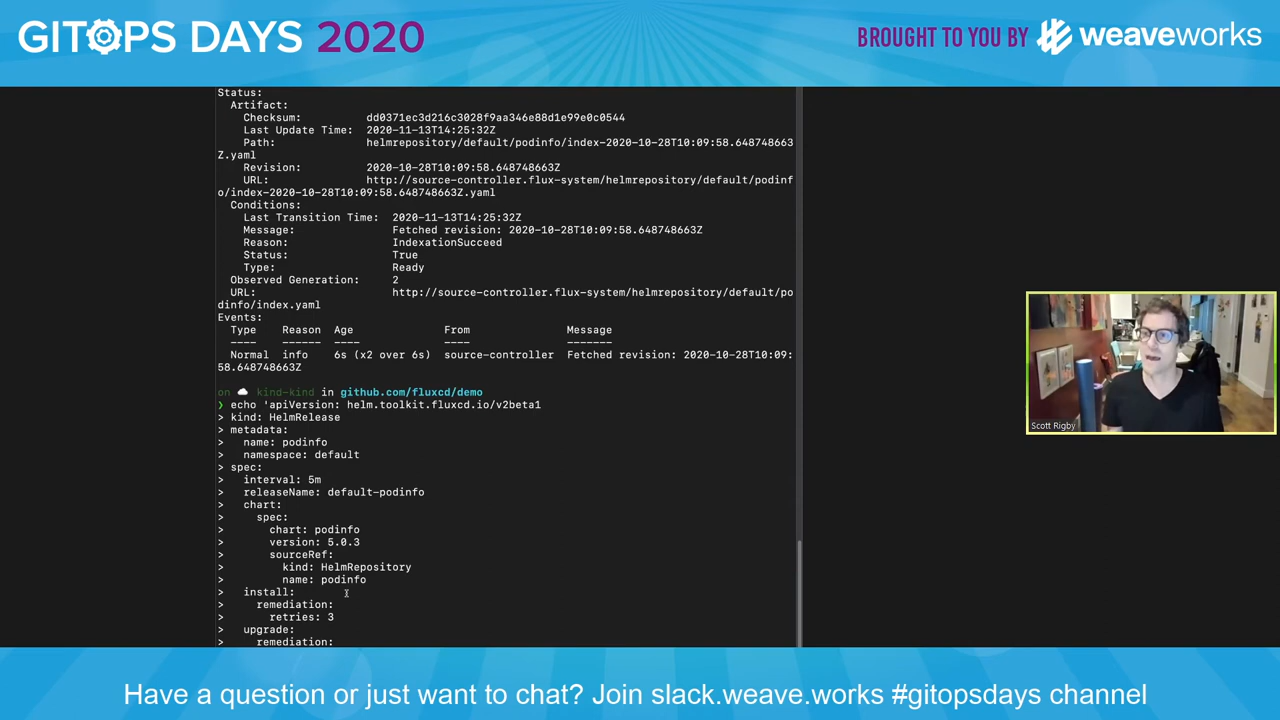 GITOPS DAYS 2020
BROUGHT TO YOU BY weaveworks
Status:
Artifact:
Checksum: dd0371ec3d216c3028f9aa346e88d1e99e0c0544
Last Update Time: 2020-11-13T14:25:32Z
Path: helmrepository/default/podinfo/index-2020-10-28T10:09:58.648748663
Z.yaml
Revision: 2020-10-28T10:09:58.648748663Z
URL: http://source-controller.flux-system/helmrepository/default/podinf
o/index-2020-10-28T10:09:58.648748663Z.yaml
Conditions:
Last Transition Time: 2020-11-13T14:25:32Z
Message: Fetched revision: 2020-10-28T10:09:58.648748663Z
Reason: IndexationSucceed
Status: True
Type: Ready
Observed Generation: 2
URL: http://source-controller.flux-system/helmrepository/default/po
dinfo/index.yaml
Events:
Type Reason Age From Message
---- ------ ---- ---- -------
Normal info 6s (x2 over 6s) source-controller Fetched revision: 2020-10-28T10:09:
58.648748663Z
on kind-kind in github.com/fluxcd/demo
❯ echo 'apiVersion: helm.toolkit.fluxcd.io/v2beta1
> kind: HelmRelease
> metadata:
> name: podinfo
> namespace: default
> spec:
> interval: 5m
> releaseName: default-podinfo
> chart:
> spec:
> chart: podinfo
> version: 5.0.3
> sourceRef:
> kind: HelmRepository
> name: podinfo
> install:
> remediation:
> retries: 3
> upgrade:
> remediation:
Scott Rigby
Have a question or just want to chat? Join slack.weave.works #gitopsdays channel